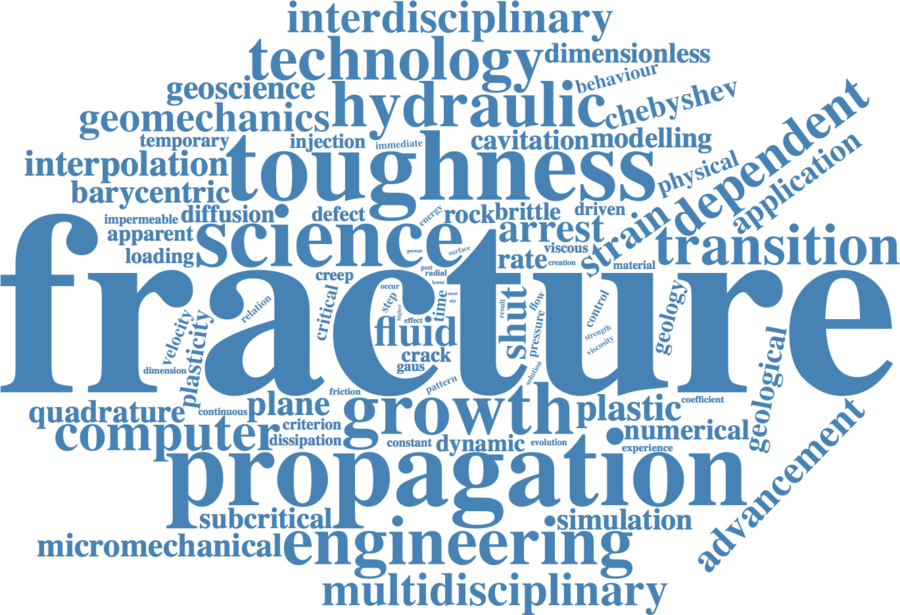 interdisciplinary
technology
dimensionless
behaviour
geoscience
hydraulic
chebyshev
geomechanics
temporary
injection
immediate
cavitation
modelling
interpolation
toughness
physical
dependent
application
barycentric
impermeable
diffusion
defect
energy
rock
brittle
driven
strain
apparent
science
arrest
viscous
transition
loading
power
surface
rate
creation
material
creep
post
radial
lower
fracture
occur
step
higher
time
most
stc
result
shut
flow
pressure
control
strength
viscosity
geology
critical
relation
velocity
plasticity
dimension
effect
fluid
crack
gaus
pattern
solution
friction
coefficient
geological
quadrature
continuous
plane
growth
plastic
computer
criterion
dissipation
constant
dynamic
evolution
numerical
experience
advancement
propagation
subcritical
simulation
micromechanical
engineering
multidisciplinary